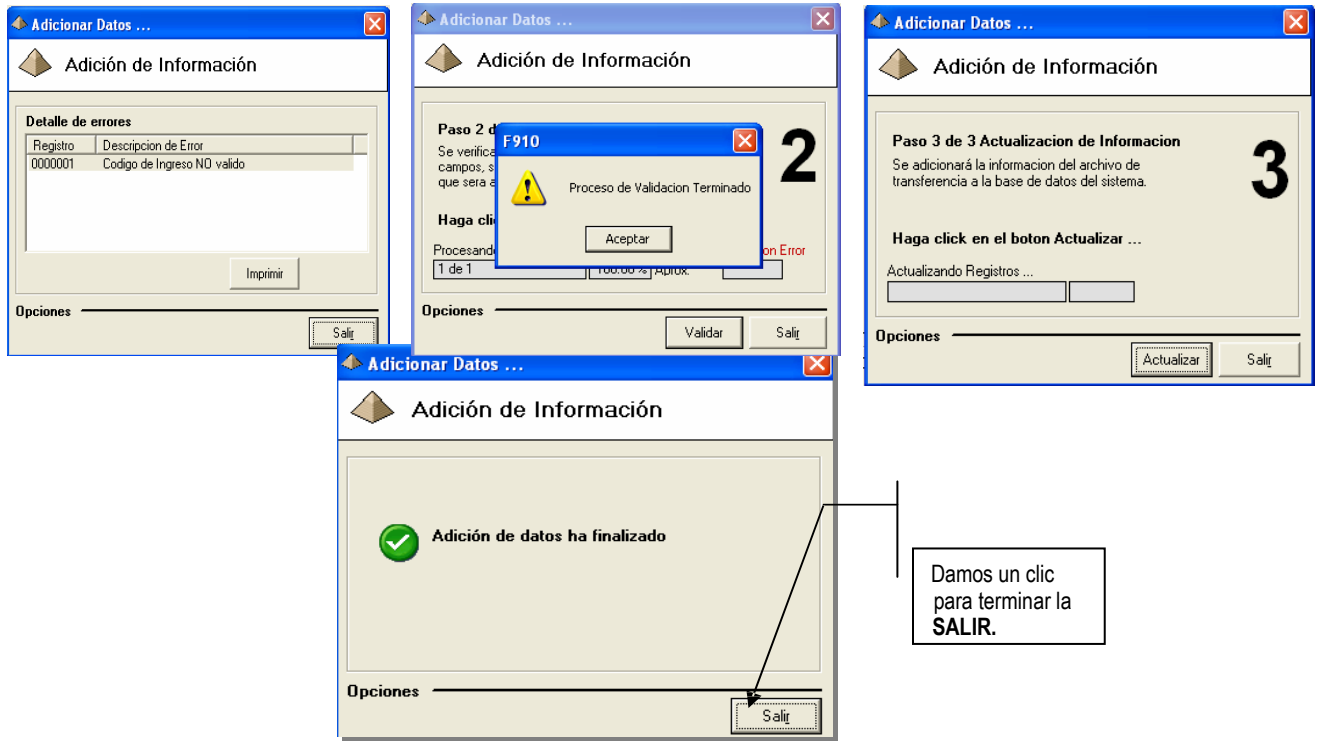 Adicionar Datos ...
Adición de Información
Detalle de errores
Registro Descripcion de Error
0000001 Codigo de Ingreso NO valido
Imprimir
Opciones
Salir
Adicionar Datos ...
Adición de Información
Paso 2 d
Se verifica
campos, s
que sera a
2
Haga cli
Procesand
on Error
1 de 1 100.00 % Aprox.
F910
Proceso de Validacion Terminado
Aceptar
Opciones
Validar Salir
Adicionar Datos ...
Adición de Información
Paso 3 de 3 Actualizacion de Informacion
Se adicionará la informacion del archivo de
transferencia a la base de datos del sistema.
3
Haga click en el boton Actualizar ...
Actualizando Registros ...
Opciones
Actualizar Salir
Adicionar Datos ...
Adición de Información
Adición de datos ha finalizado
Opciones
Salir
Damos un clic
para terminar la
SALIR.